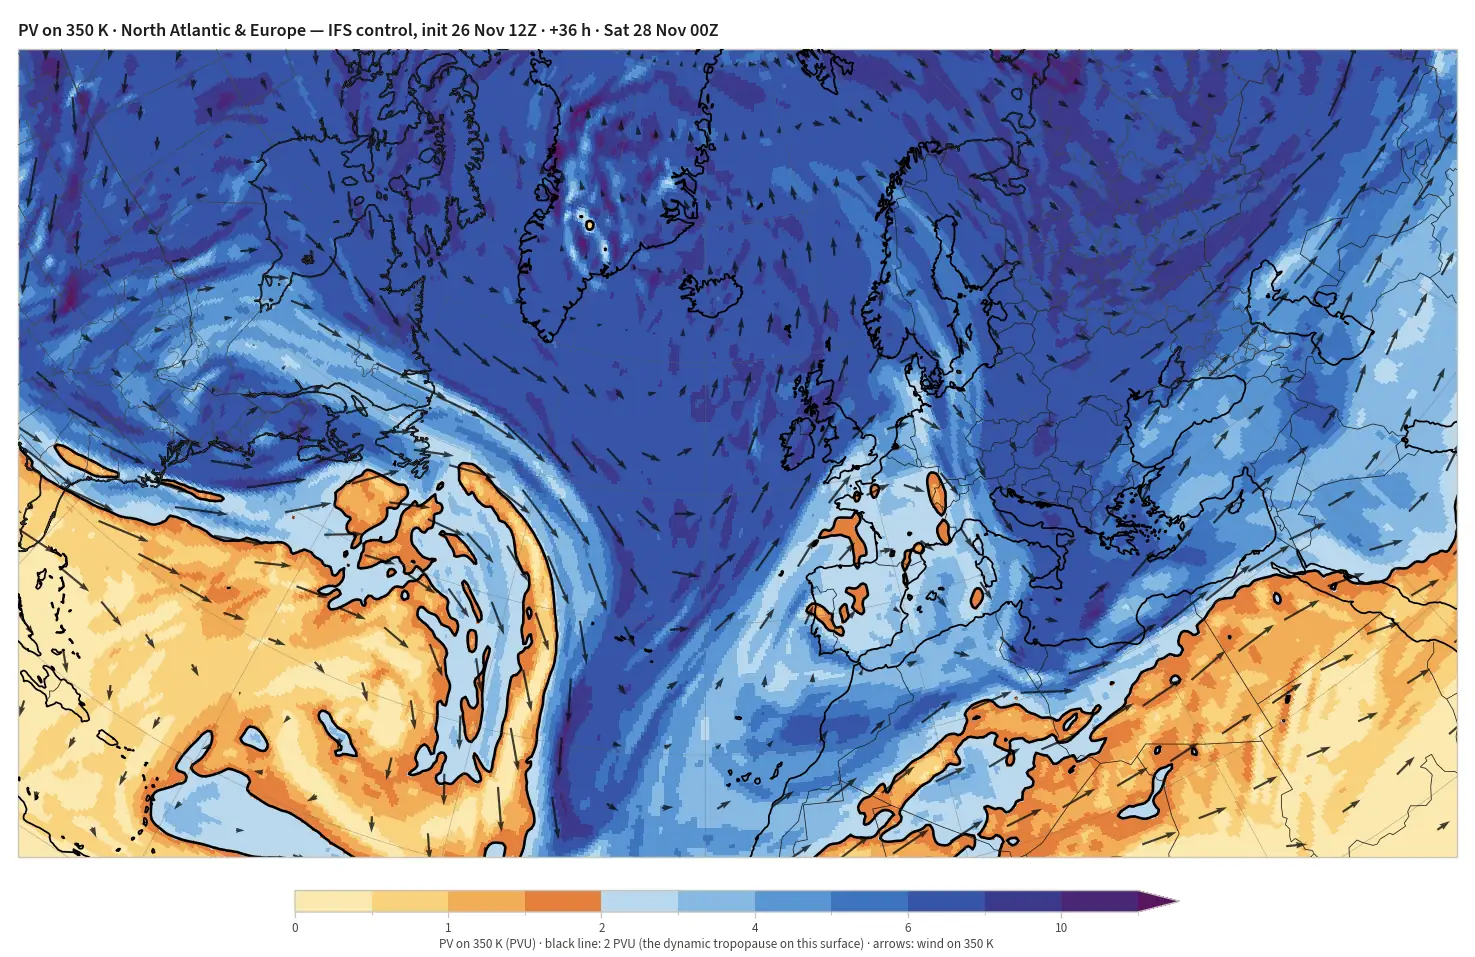 PV on 350 K · North Atlantic & Europe — IFS control, init 26 Nov 12Z · +36 h · Sat 28 Nov 00Z
0 1 2 4 6 10
PV on 350 K (PVU) · black line: 2 PVU (the dynamic tropopause on this surface) · arrows: wind on 350 K